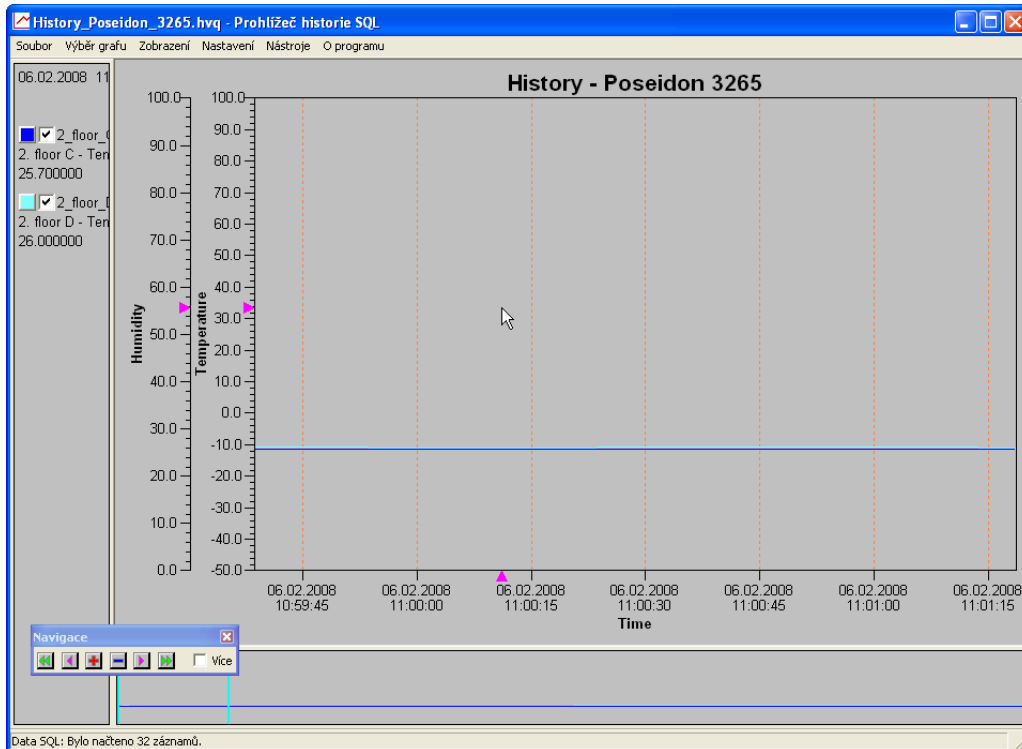 History_Poseidon_3265.hvq - Prohlížeč historie SQL
Soubor Výběr grafu Zobrazení Nastavení Nástroje O programu
06.02.2008 11
2_floor_
2. floor C - Ten
25.700000
2_floor_
2. floor D - Ten
26.000000
History - Poseidon 3265
Humidity
100.0
90.0
80.0
70.0
60.0
50.0
40.0
30.0
20.0
10.0
0.0
Temperature
100.0
90.0
80.0
70.0
60.0
50.0
40.0
30.0
20.0
10.0
0.0
-10.0
-20.0
-30.0
-40.0
-50.0
06.02.2008 06.02.2008 06.02.2008 06.02.2008 06.02.2008 06.02.2008 06.02.2008
10:59:45 11:00:00 11:00:15 11:00:30 11:00:45 11:01:00 11:01:15
Time
Navigace
Více
Data SQL: Bylo načteno 32 záznamů.